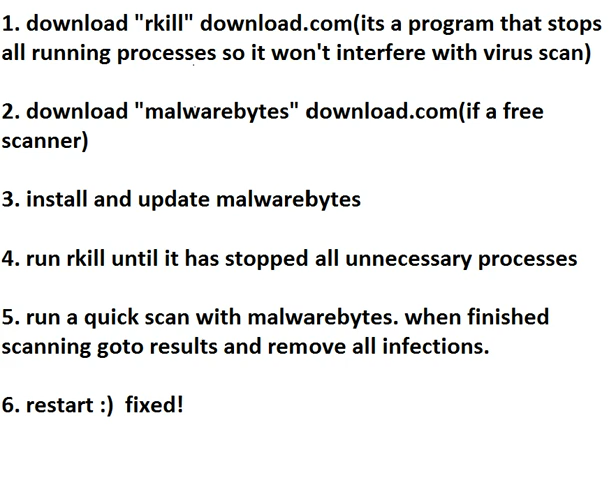 1. download "rkill" download.com(its a program that stops
all running processes so it won't interfere with virus scan)
2. download "malwarebytes" download.com(if a free
scanner)
3. install and update malwarebytes
4. run rkill until it has stopped all unnecessary processes
5. run a quick scan with malwarebytes. when finished
scanning goto results and remove all infections.
6. restart :)  fixed!